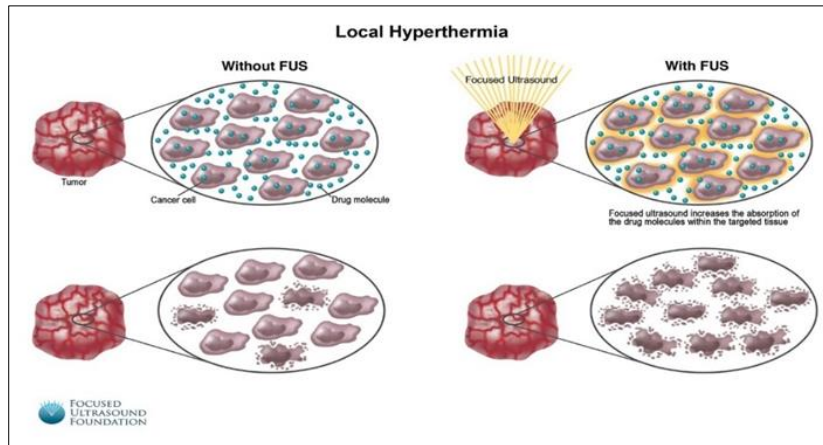 Local Hyperthermia
Without FUS
With FUS
Focused Ultrasound
Tumor
Cancer cell
Drug molecule
Focused ultrasound increases the absorption of
the drug molecules within the targeted tissue
FOCUSED
ULTRASOUND
FOUNDATION